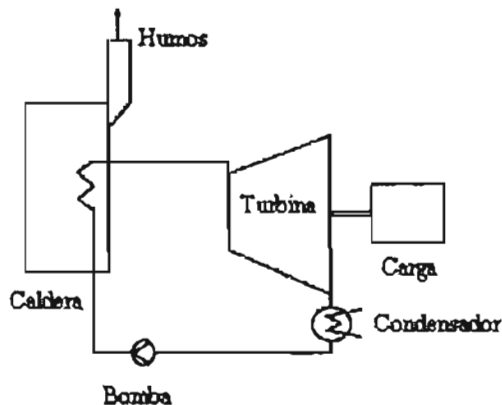 Humos
Turbina
Carga
Caldera
Condensador
Bomba